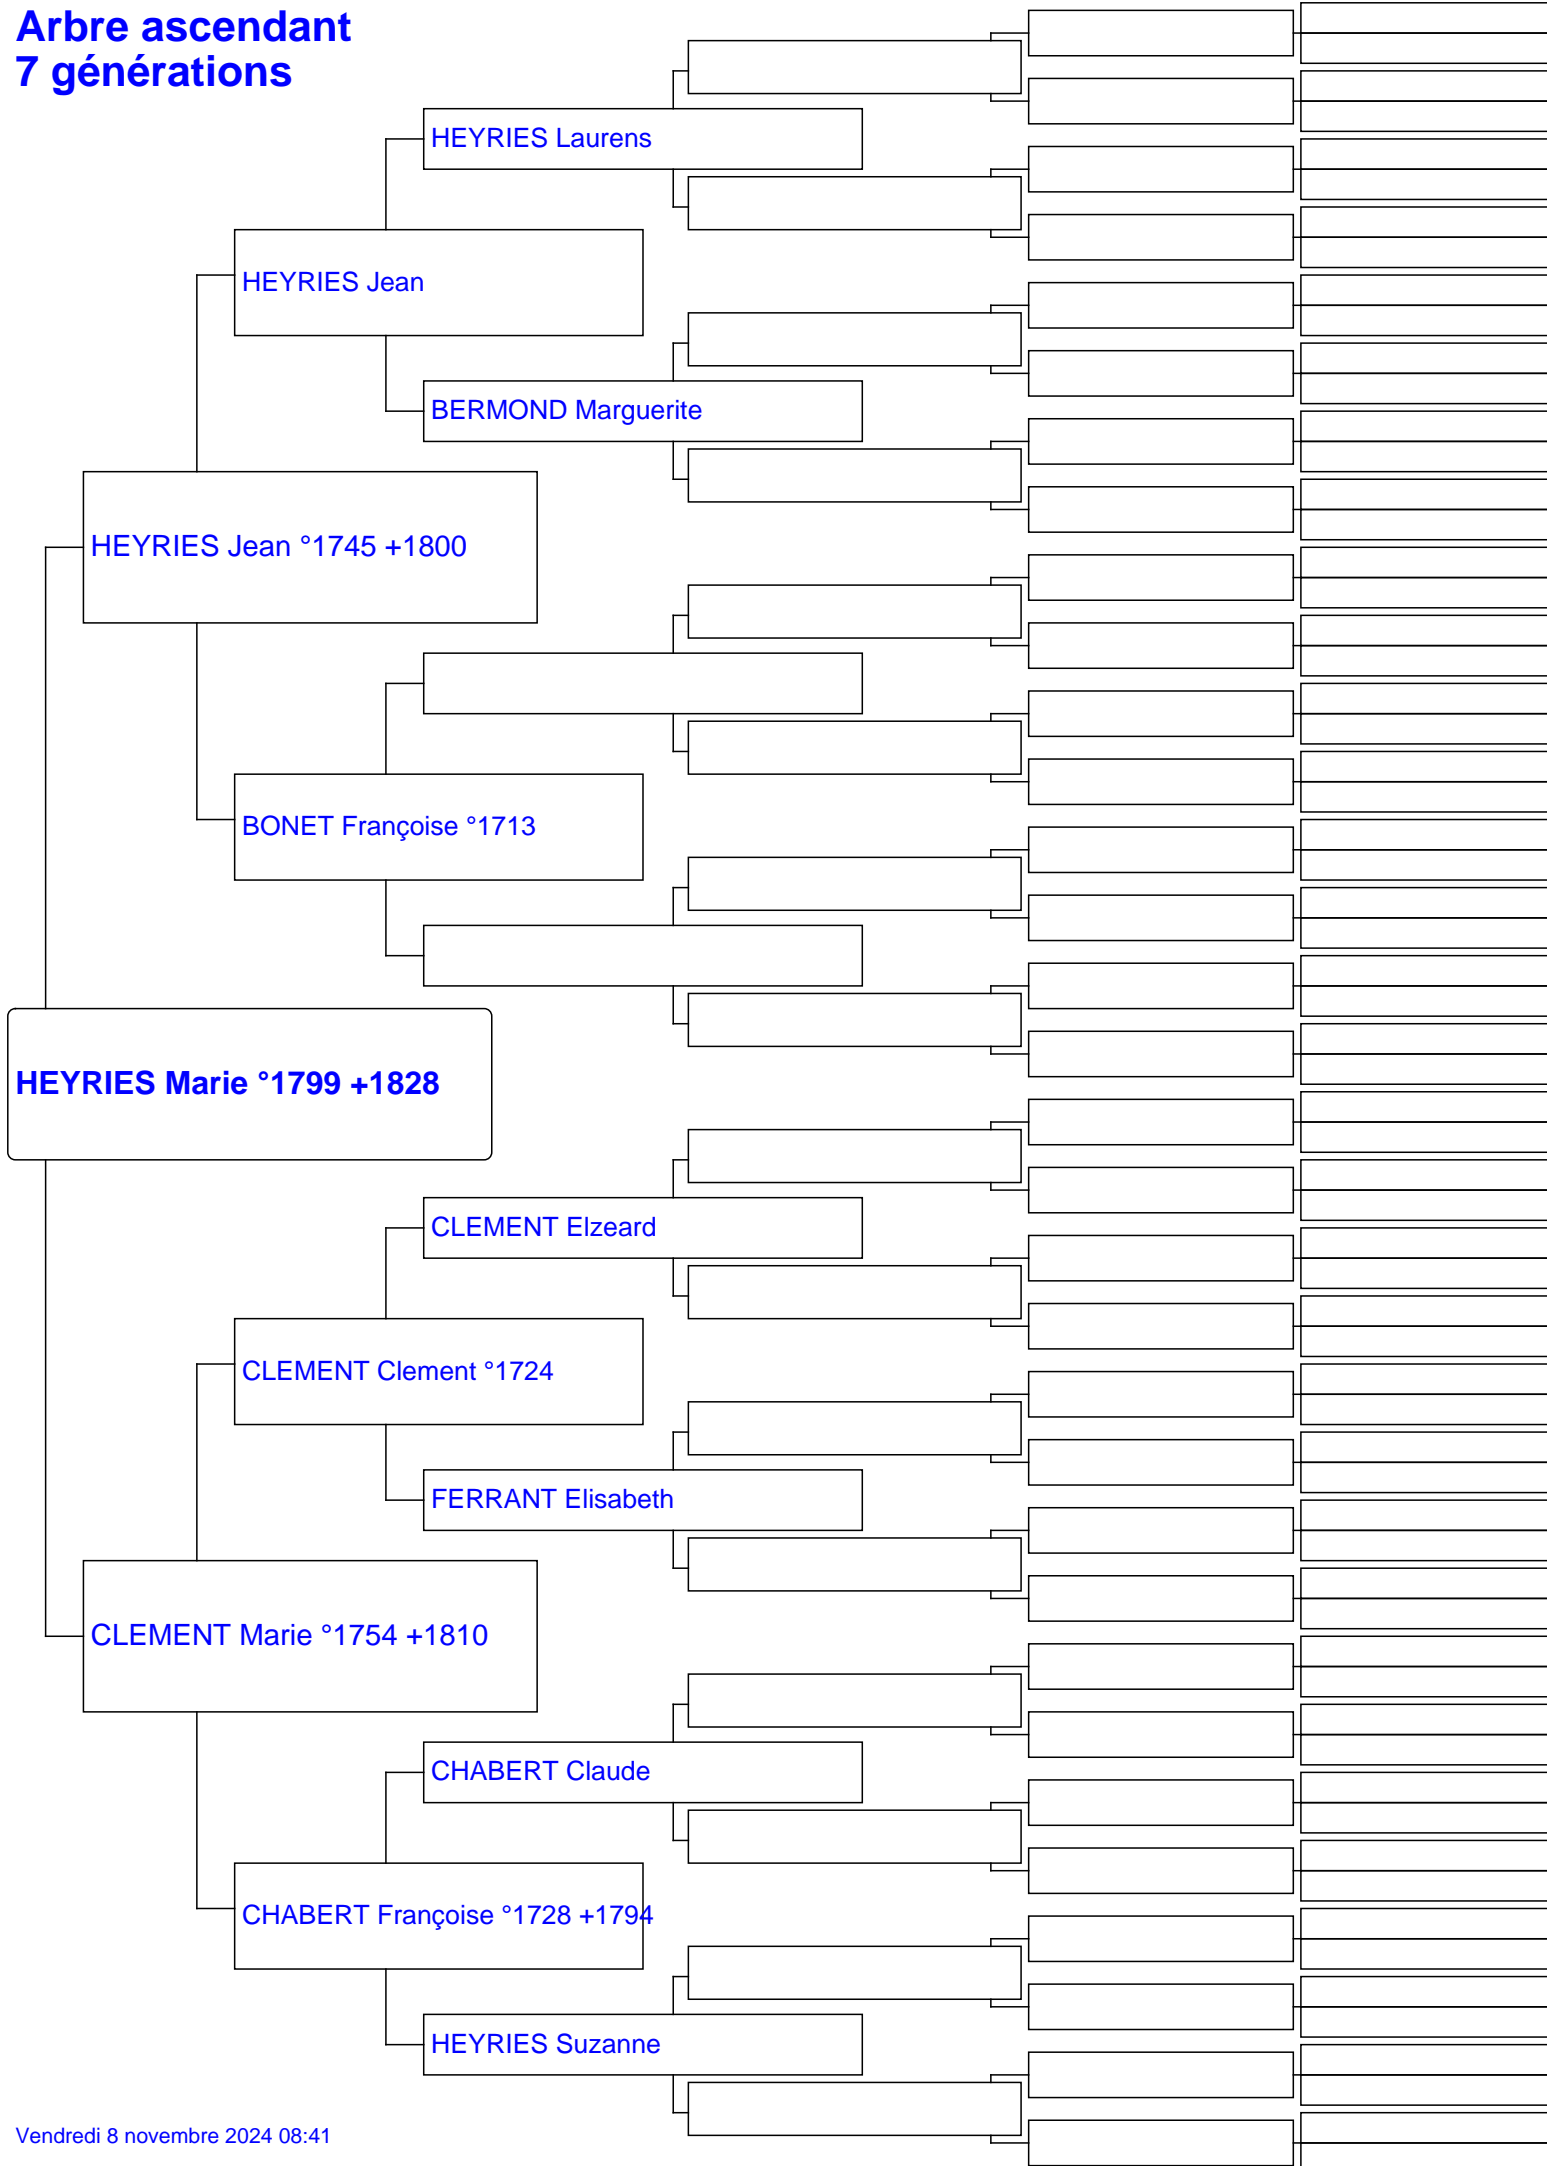 Arbre ascendant
7 générations
HEYRIES Laurens
HEYRIES Jean
BERMOND Marguerite
HEYRIES Jean °1745 +1800
BONET Françoise °1713
HEYRIES Marie °1799 +1828
CLEMENT Elzeard
CLEMENT Clement °1724
FERRANT Elisabeth
CLEMENT Marie °1754 +1810
CHABERT Claude
CHABERT Françoise °1728 +1794
HEYRIES Suzanne
Vendredi 8 novembre 2024 08:41